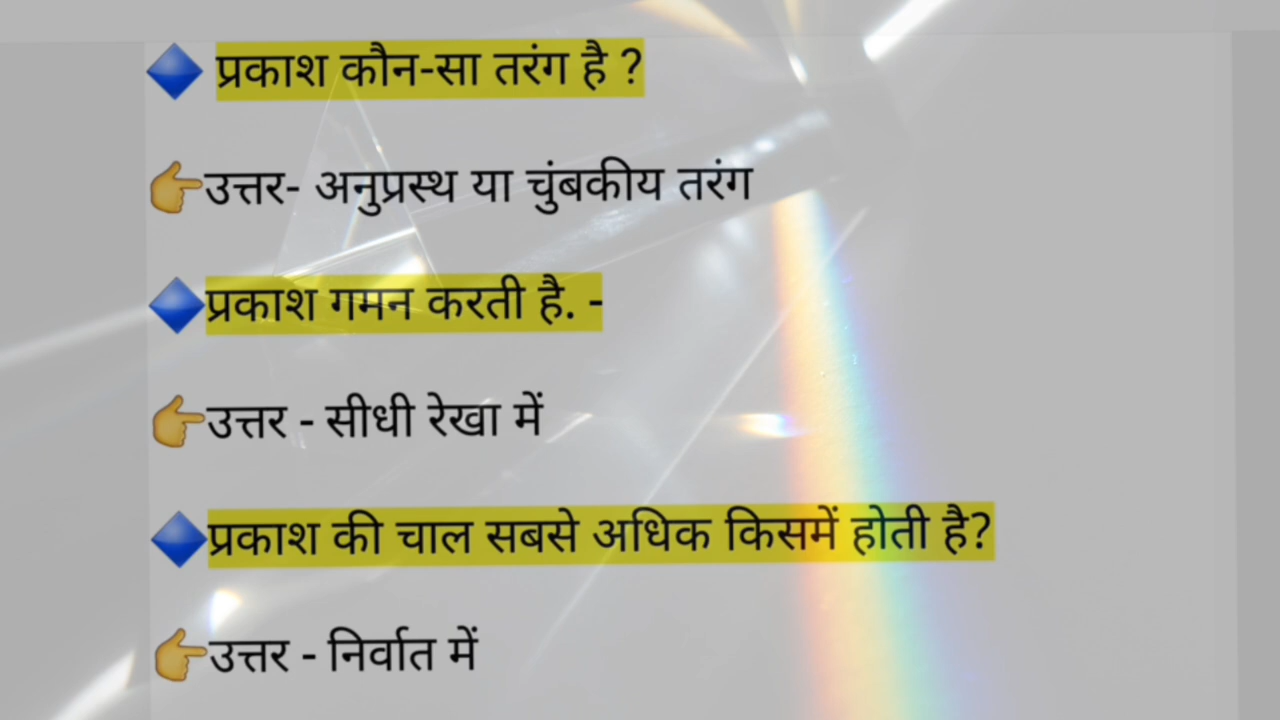 🔷 प्रकाश कौन-सा तरंग है ?
👉उत्तर- अनुप्रस्थ या चुंबकीय तरंग
🔷प्रकाश गमन करती है. -
👉उत्तर - सीधी रेखा में
🔷प्रकाश की चाल सबसे अधिक किसमें होती है?
👉उत्तर - निर्वात में